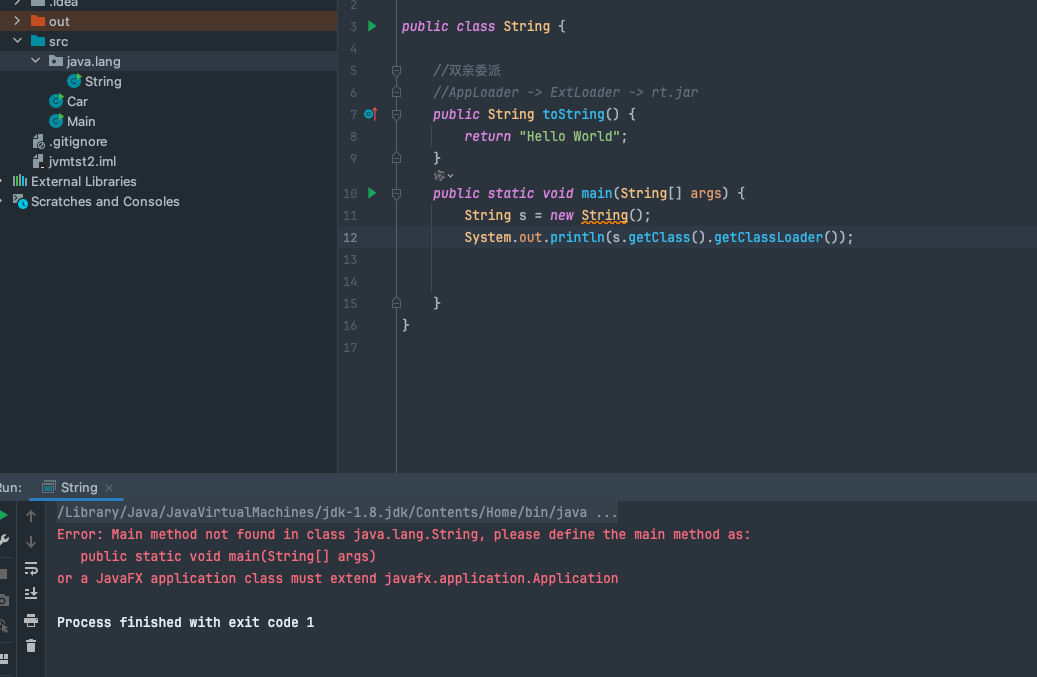 .idea
out
src
java.lang
String
Car
Main
.gitignore
jvmtst2.iml
External Libraries
Scratches and Consoles
2
3 public class String {
4
5 //双亲委派
6 //AppLoader -> ExtLoader -> rt.jar
7 public String toString() {
8 return "Hello World";
9 }
10 public static void main(String[] args) {
11 String s = new String();
12 System.out.println(s.getClass().getClassLoader());
13
14
15 }
16 }
17
Run: String
/Library/Java/JavaVirtualMachines/jdk-1.8.jdk/Contents/Home/bin/java ...
Error: Main method not found in class java.lang.String, please define the main method as:
public static void main(String[] args)
or a JavaFX application class must extend javafx.application.Application
Process finished with exit code 1